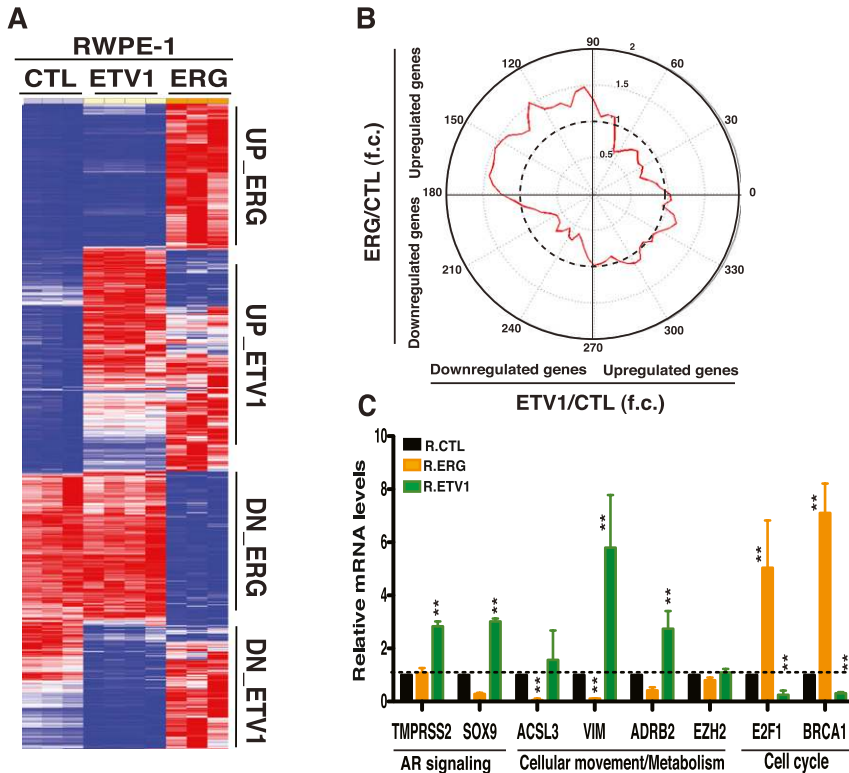 A
RWPE-1
CTL ETV1 ERG
UP_ERG
UP_ETV1
DN_ERG
DN_ETV1
B
ERG/CTL (f.c.)
Upregulated genes
Downregulated genes
90
2
120
60
1.5
150
1
30
0.5
180
0
210
330
240
300
270
Downregulated genes Upregulated genes
ETV1/CTL (f.c.)
C
Relative mRNA levels
10
8
6
4
2
0
R.CTL
R.ERG
R.ETV1
**
**
**
**
**
**
**
**
**
**
TMPRSS2 SOX9 ACSL3 VIM ADRB2 EZH2 E2F1 BRCA1
AR signaling Cellular movement/Metabolism Cell cycle